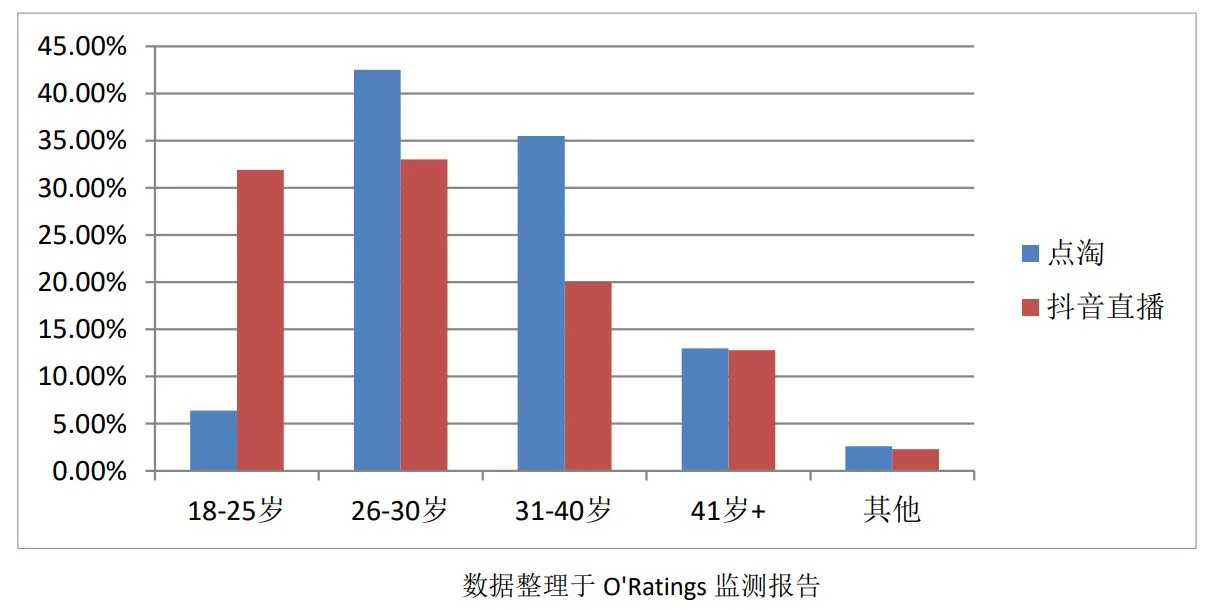 45.00%
40.00%
35.00%
30.00%
25.00%
20.00%
15.00%
10.00%
5.00%
0.00%
18-25岁
26-30岁
31-40岁
41岁+
其他
点淘
抖音直播
数据整理于 O'Ratings 监测报告